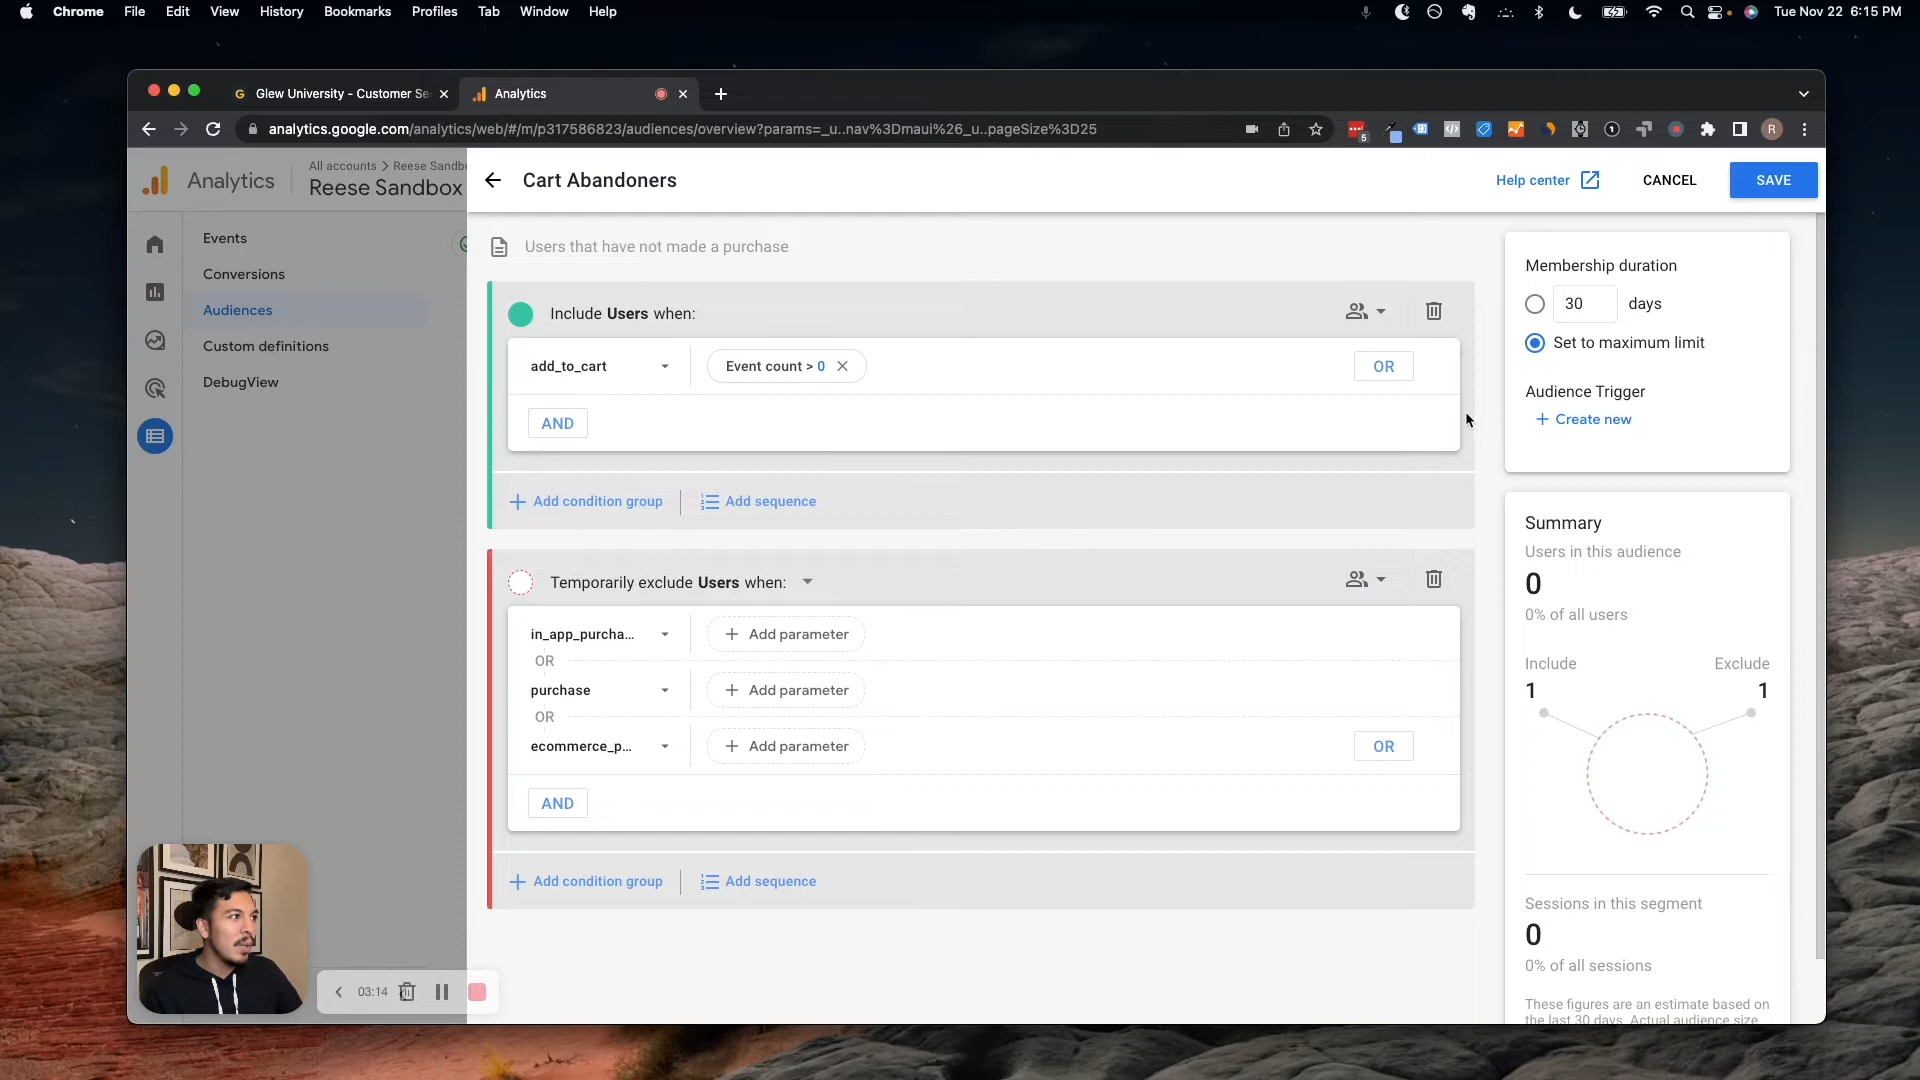 Chrome File Edit View History Bookmarks Profiles Tab Window Help Tue Nov 22 6:15 PM
Glew University - Customer Se
Analytics
analytics.google.com/analytics/web/#/m/p317586823/audiences/overview?params=_u..nav%3Dmaui%26_u..pageSize%3D25
5
R
Analytics
All accounts > Reese Sandbo
Reese Sandbox
Cart Abandoners
Help center
CANCEL
SAVE
Events
Conversions
Audiences
Custom definitions
DebugView
Users that have not made a purchase
Include Users when:
add_to_cart
Event count > 0
OR
AND
+ Add condition group
Add sequence
Temporarily exclude Users when:
in_app_purcha...
+ Add parameter
OR
purchase
+ Add parameter
OR
ecommerce_p...
+ Add parameter
OR
AND
+ Add condition group
Add sequence
Membership duration
30 days
Set to maximum limit
Audience Trigger
+ Create new
Summary
Users in this audience
0
0% of all users
Include Exclude
1 1
Sessions in this segment
0
0% of all sessions
These figures are an estimate based on
the last 30 days. Actual audience size
03:14